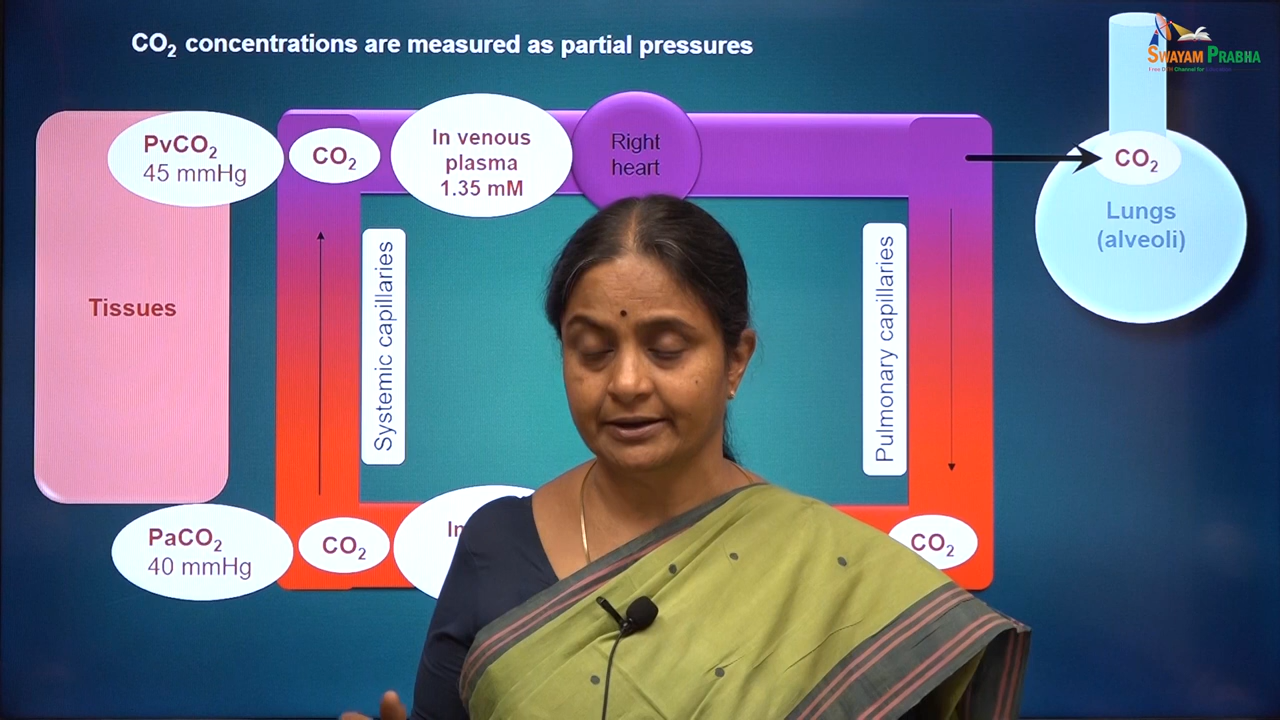 CO₂ concentrations are measured as partial pressures
SWAYAM PRABHA
PvCO₂
45 mmHg
CO₂
In venous
plasma
1.35 mM
Right
heart
CO₂
Lungs
(alveoli)
Tissues
Systemic capillaries
Pulmonary capillaries
PaCO₂
40 mmHg
CO₂
CO₂